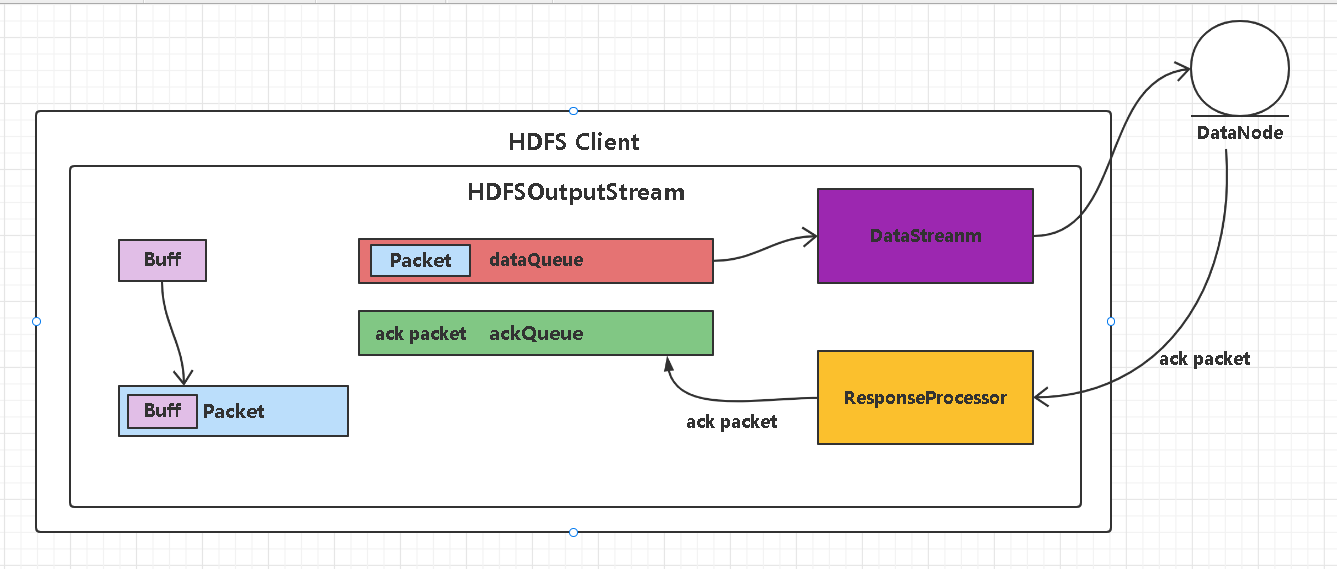 HDFS Client
DataNode
HDFSOutputStream
Buff
Packet dataQueue
DataStreanm
ack packet ackQueue
ack packet
Buff Packet
ResponseProcessor
ack packet